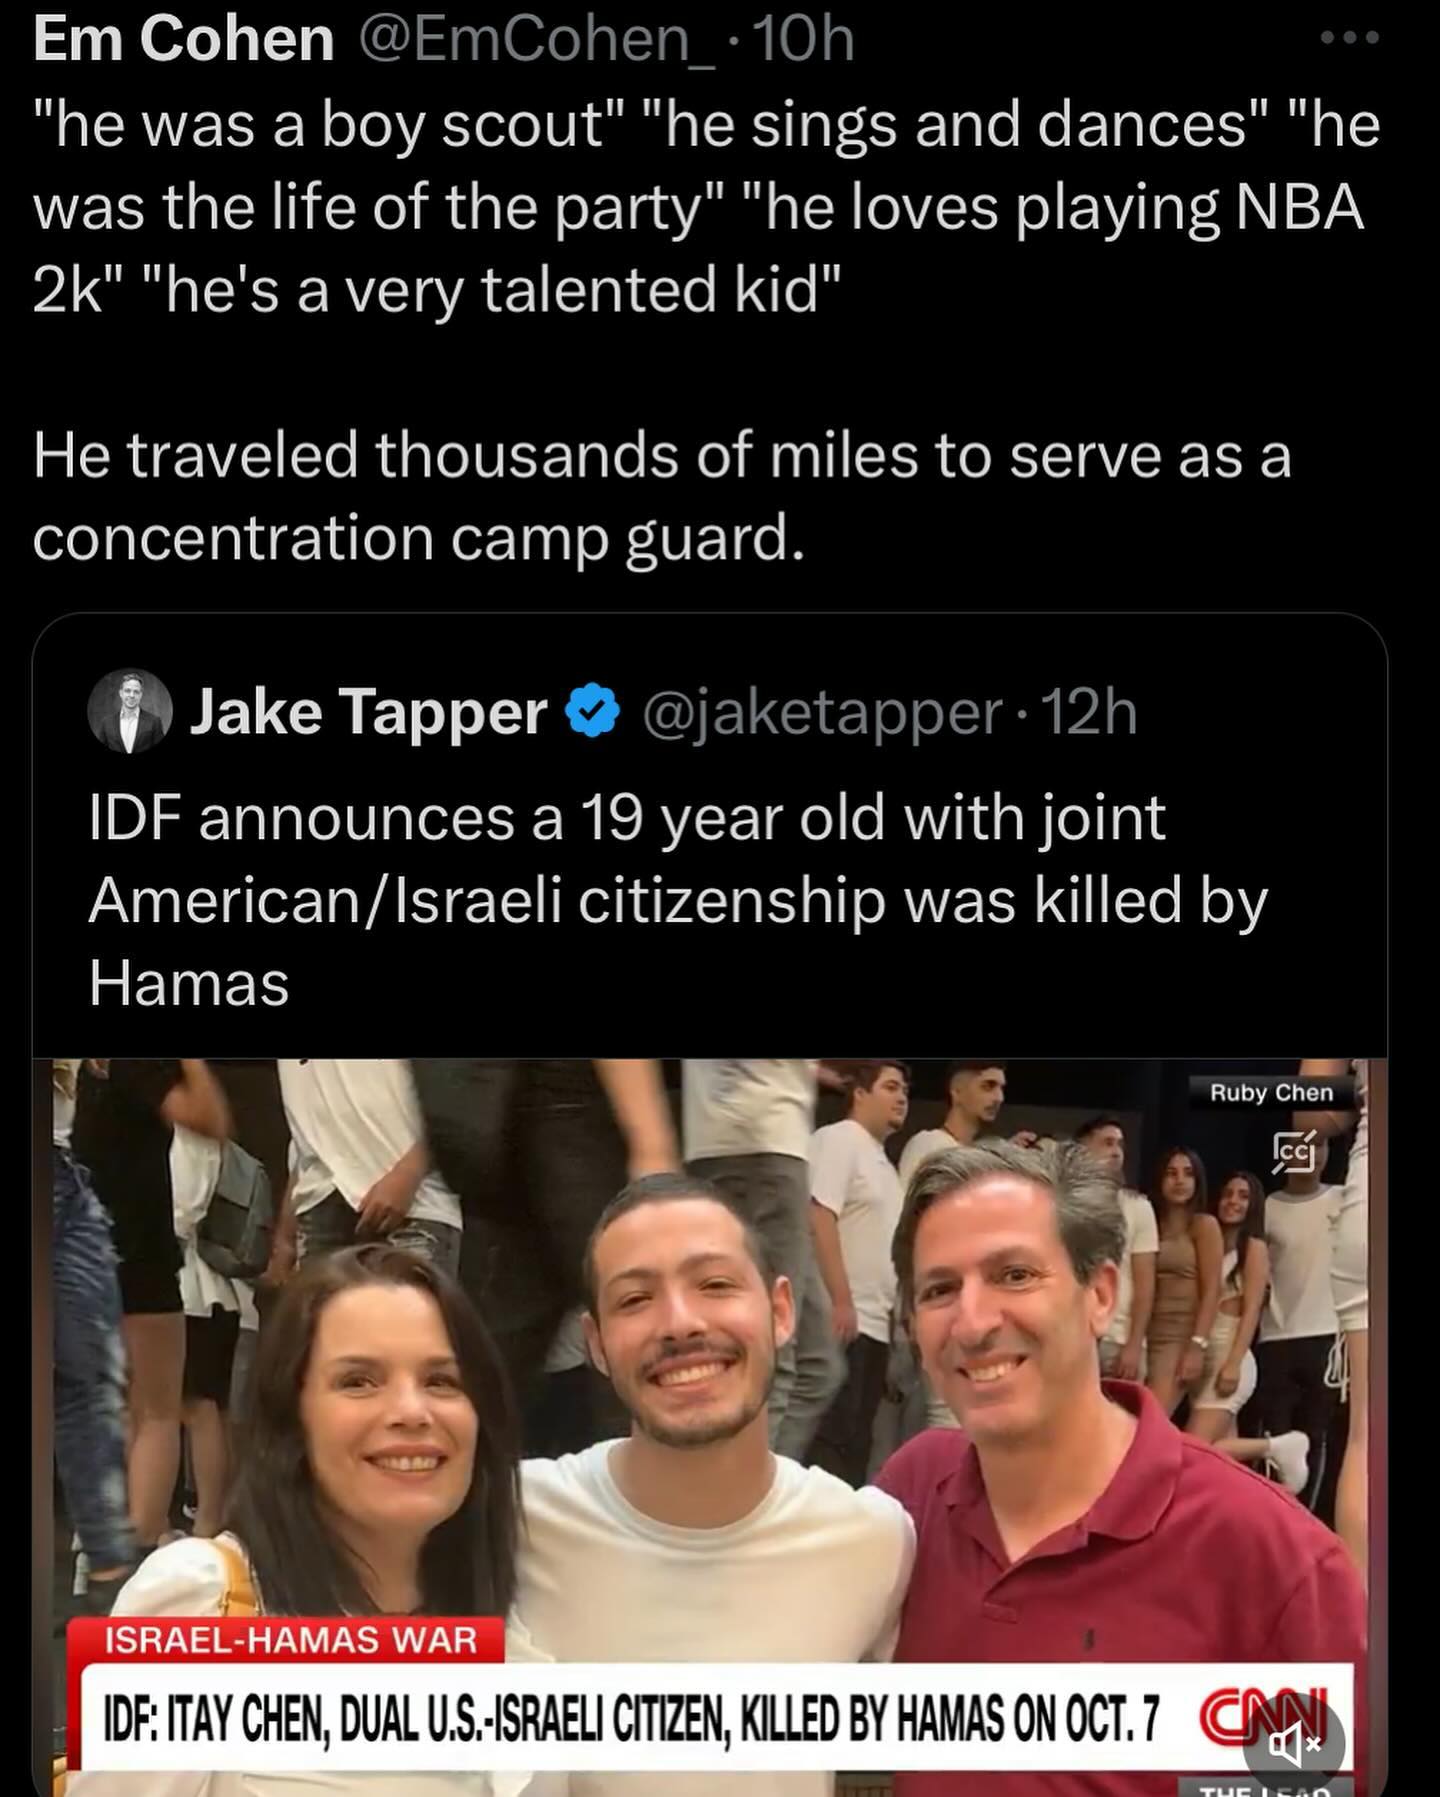 Em Cohen @EmCohen_ · 10h
"he was a boy scout" "he sings and dances" "he
was the life of the party" "he loves playing NBA
2k" "he's a very talented kid"
He traveled thousands of miles to serve as a
concentration camp guard.
Jake Tapper @jaketapper · 12h
IDF announces a 19 year old with joint
American/Israeli citizenship was killed by
Hamas
Ruby Chen
CC
ISRAEL-HAMAS WAR
IDF: ITAY CHEN, DUAL U.S.-ISRAELI CITIZEN, KILLED BY HAMAS ON OCT. 7
CNN
THE LEAD